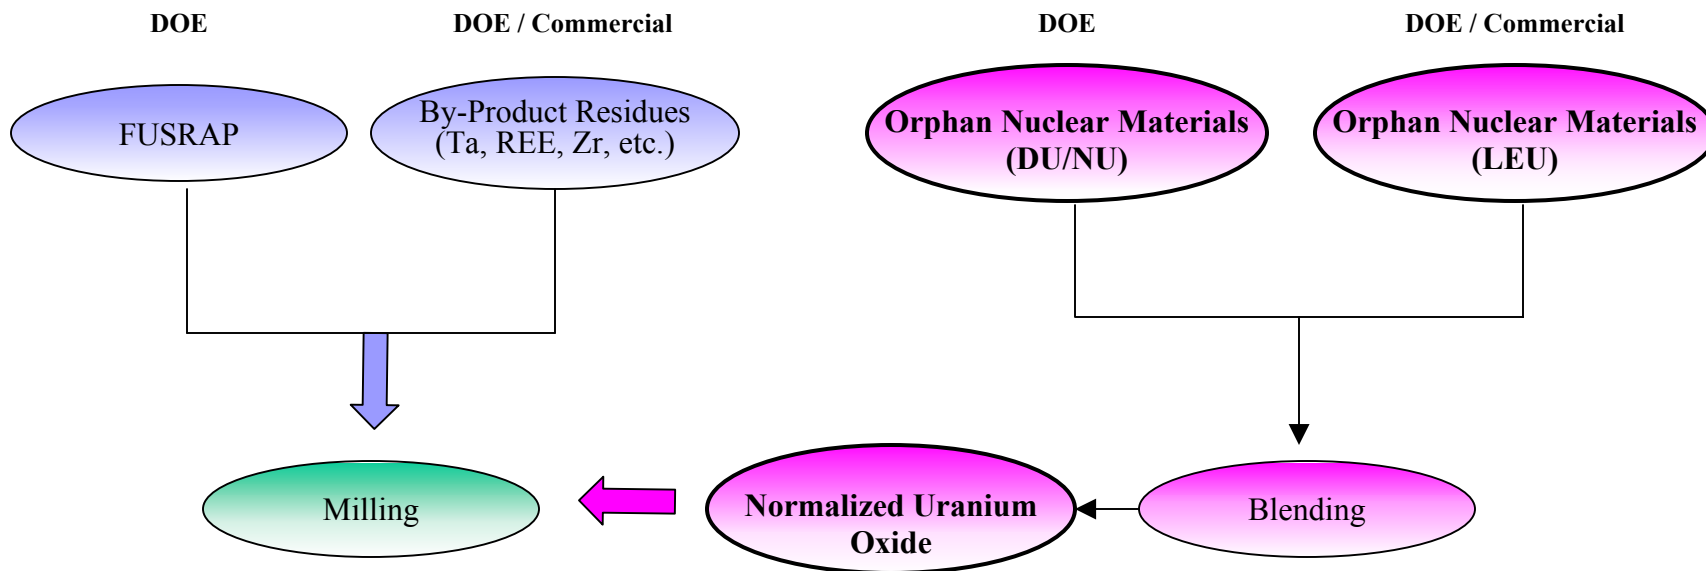 DOE
DOE / Commercial
DOE
DOE / Commercial
FUSRAP
By-Product Residues
(Ta, REE, Zr, etc.)
Orphan Nuclear Materials
(DU/NU)
Orphan Nuclear Materials
(LEU)
Milling
Normalized Uranium
Oxide
Blending